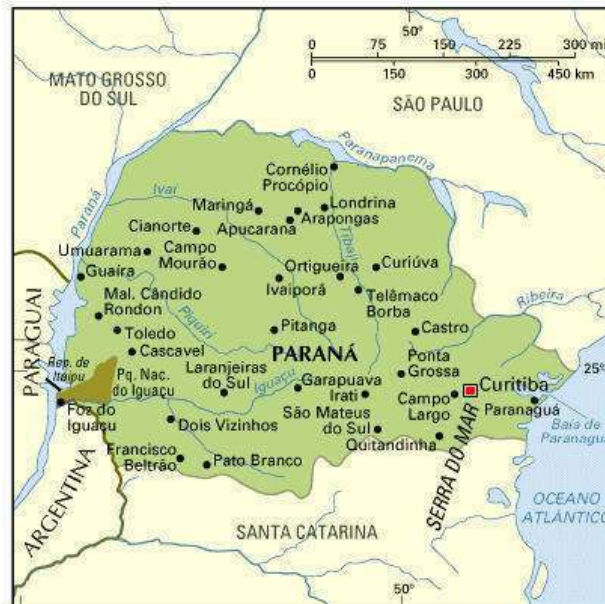 50°
0 75 150 225 300 mi
0 150 300 450 km
MATO GROSSO
DO SUL
SÃO PAULO
Paraná
Paranapanema
Cornélio
Procópio
Ivaí
Maringá
Londrina
Arapongas
Apucarana
Cianorte
Tibaji
Umuarama
Campo
Mourão
Guaíra
Ortigueira
Curiúva
Ivaiporã
Telêmaco
Borba
Mal. Cândido
Rondon
Piquiri
Ribeira
Toledo
Pitanga
Castro
PARAGUAI
Cascavel
PARANÁ
Ponta
Grossa
Rep. de
Itaipu
Pq. Nac.
do Iguaçu
Laranjeiras
do Sul
Iguaçu
Garapuava
Irati
Curitiba
25°
Campo
Largo
Paranaguá
Foz do
Iguaçu
Dois Vizinhos
São Mateus
do Sul
Baía de
Paranagu
Quitandinha
SERRA DO MAR
Francisco
Beltrão
Pato Branco
ARGENTINA
OCEANO
ATLÂNTICO
SANTA CATARINA
50°